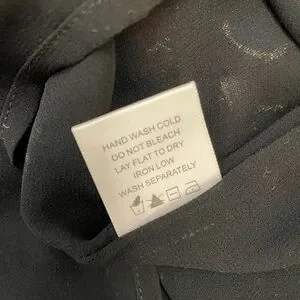 HAND WASH COLD
DO NOT BLEACH
LAY FLAT TO DRY
IRON LOW
WASH SEPARATELY